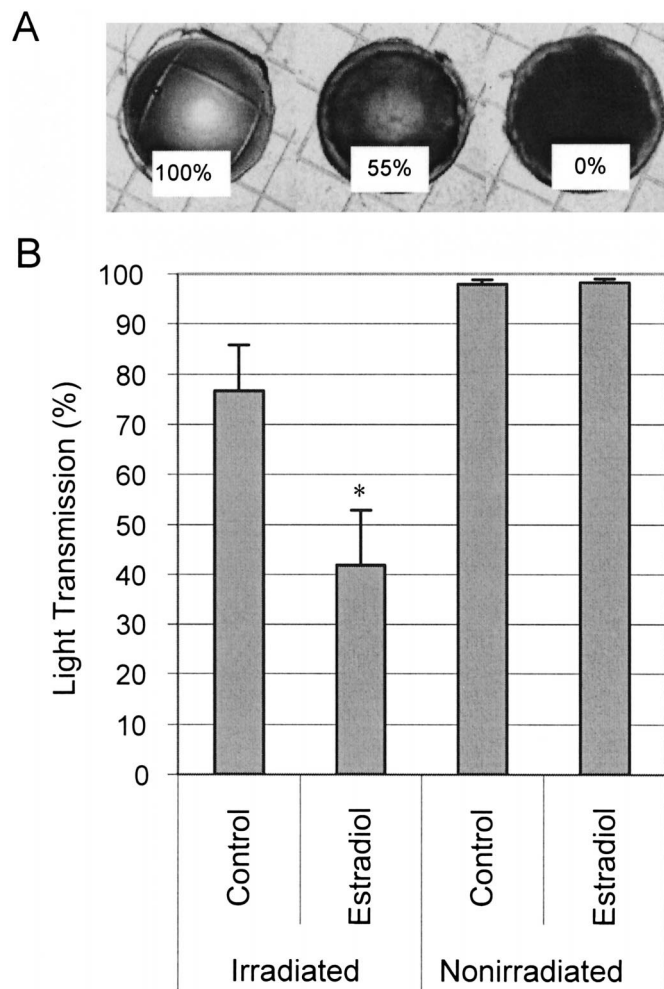 A
100% 55% 0%
B
Light Transmission (%)
100
90
80
70
60
50
40
30
20
10
0
*
Control Estradiol Control Estradiol
Irradiated Nonirradiated